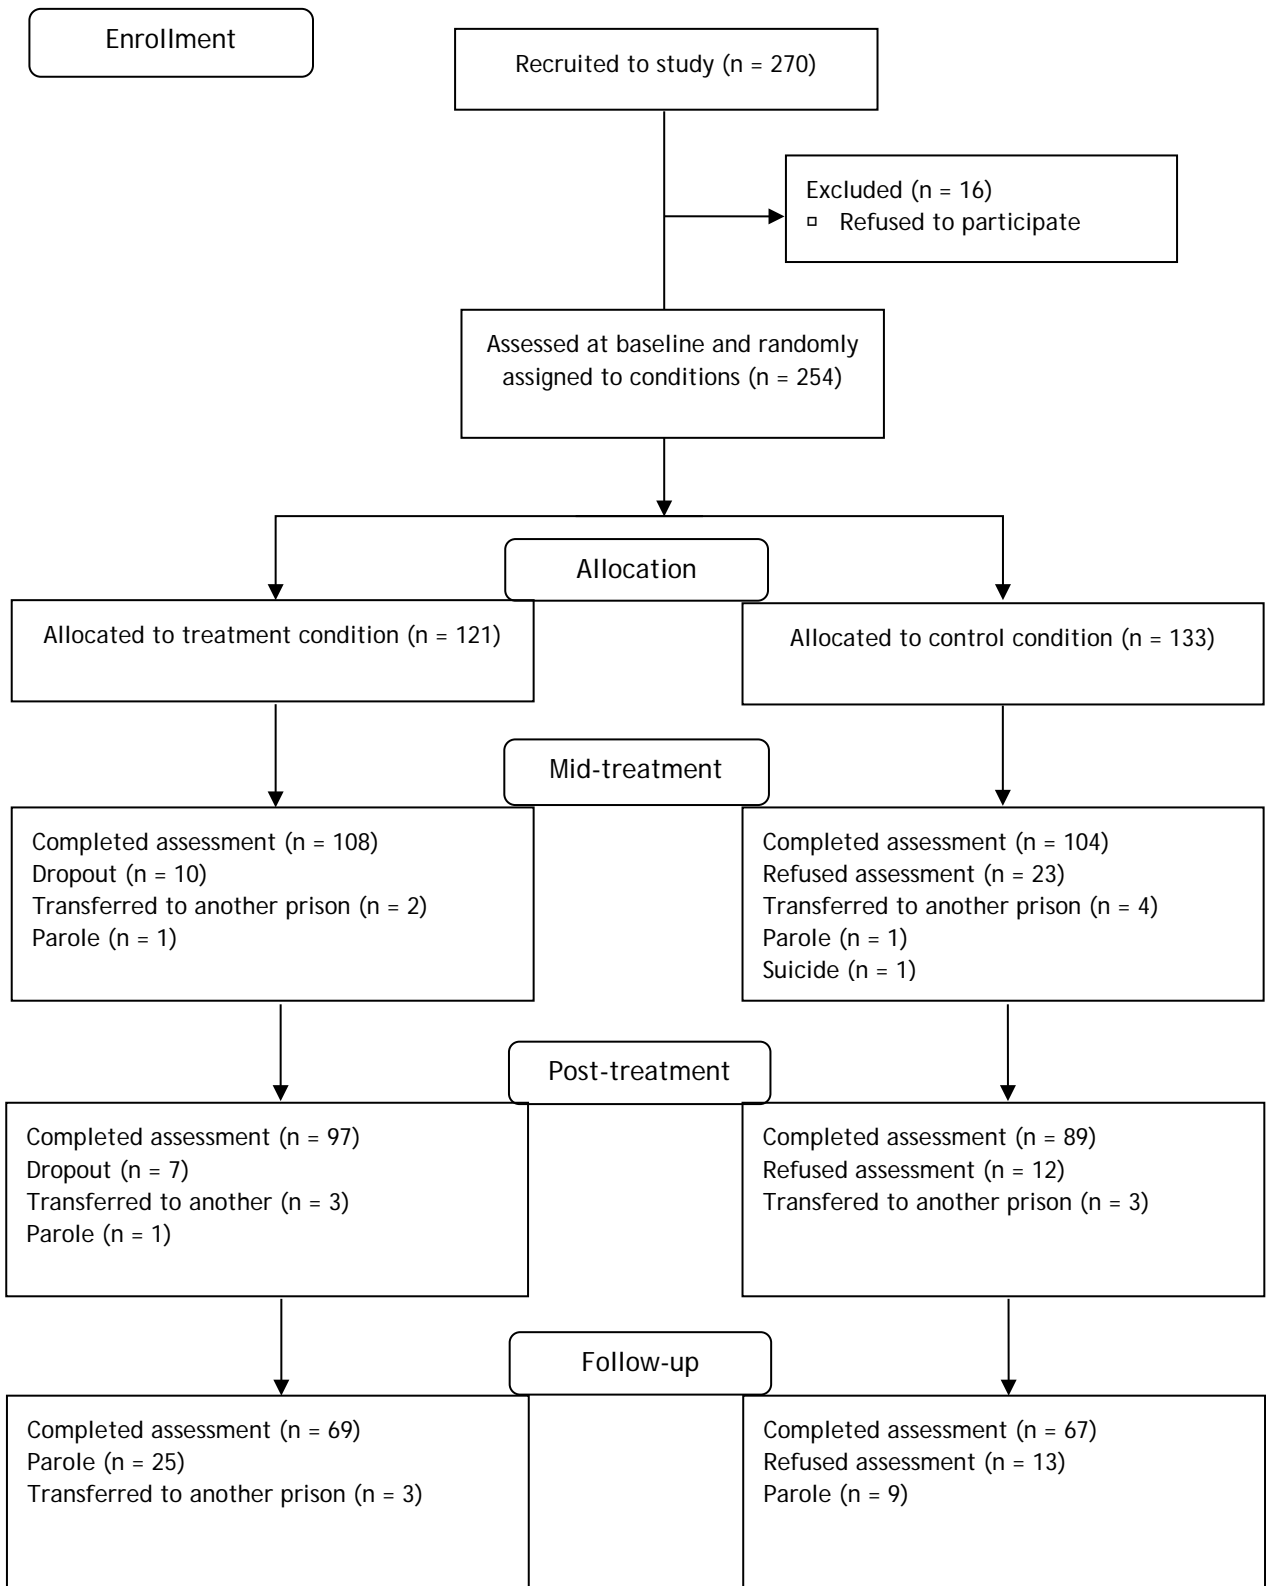 Enrollment
Recruited to study (n = 270)
Excluded (n = 16)
▫ Refused to participate
Assessed at baseline and randomly
assigned to conditions (n = 254)
Allocation
Allocated to treatment condition (n = 121)
Allocated to control condition (n = 133)
Mid-treatment
Completed assessment (n = 108)
Dropout (n = 10)
Transferred to another prison (n = 2)
Parole (n = 1)
Completed assessment (n = 104)
Refused assessment (n = 23)
Transferred to another prison (n = 4)
Parole (n = 1)
Suicide (n = 1)
Post-treatment
Completed assessment (n = 97)
Dropout (n = 7)
Transferred to another (n = 3)
Parole (n = 1)
Completed assessment (n = 89)
Refused assessment (n = 12)
Transfered to another prison (n = 3)
Follow-up
Completed assessment (n = 69)
Parole (n = 25)
Transferred to another prison (n = 3)
Completed assessment (n = 67)
Refused assessment (n = 13)
Parole (n = 9)